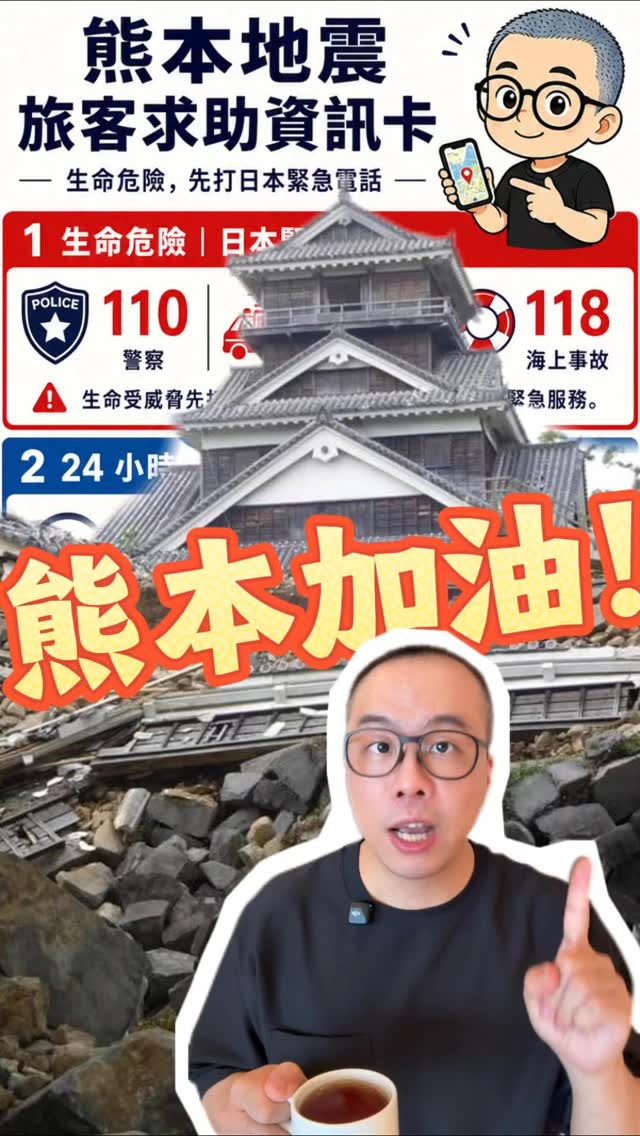 熊本地震
旅客求助資訊卡
生命危險，先打日本緊急電話
1 生命危險｜日本緊
POLICE
110
118
警察
海上事故
生命受威脅先
緊急服務。
2 24 小時
熊本加油!